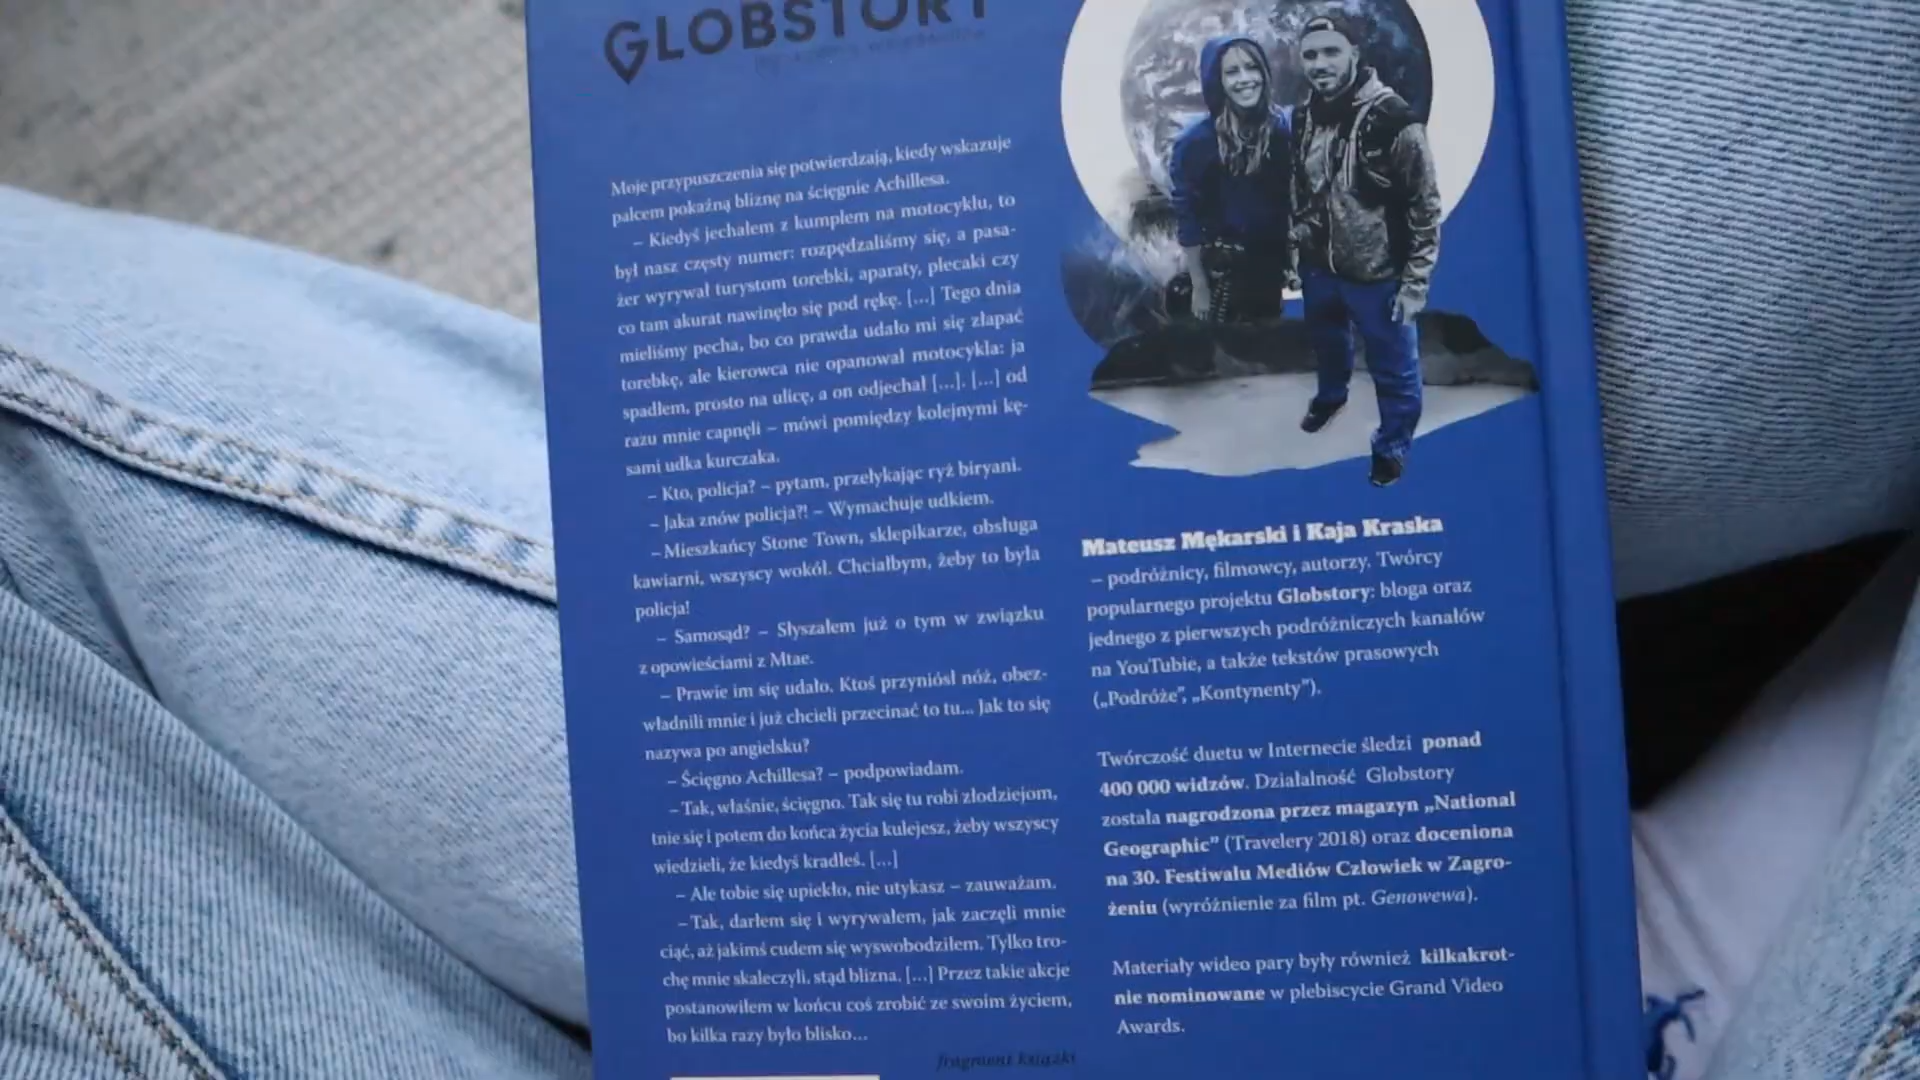 GLOBSTORY
Moje przypuszczenia się potwierdzają, kiedy wskazuje
palcem pokaźną bliznę na ścięgnie Achillesa.
– Kiedyś jechałem z kumplem na motocyklu, to
był nasz częsty numer: rozpędzaliśmy się, a pasa-
żer wyrywał turystom torebki, aparaty, plecaki czy
co tam akurat nawinęło się pod rękę. [...] Tego dnia
mieliśmy pecha, bo co prawda udało mi się złapać
torebkę, ale kierowca nie opanował motocykla: ja
spadłem, prosto na ulicę, a on odjechał [...]. [...] od
razu mnie capnęli – mówi pomiędzy kolejnymi kę-
sami udka kurczaka.
– Kto, policja? – pytam, przełykając ryż biryani.
– Jaka znów policja?! – Wymachuje udkiem.
– Mieszkańcy Stone Town, sklepikarze, obsługa
kawiarni, wszyscy wokół. Chciałbym, żeby to była
policja!
– Samosąd? – Słyszałem już o tym w związku
z opowieściami z Mtae.
– Prawie im się udało. Ktoś przyniósł nóż, obez-
władnili mnie i już chcieli przecinać to tu... Jak to się
nazywa po angielsku?
– Ścięgno Achillesa? – podpowiadam.
– Tak, właśnie, ścięgno. Tak się tu robi złodziejom,
tnie się i potem do końca życia kulejesz, żeby wszyscy
wiedzieli, że kiedyś kradłeś. [...]
– Ale tobie się upiekło, nie utykasz – zauważam.
– Tak, darłem się i wyrywałem, jak zaczęli mnie
ciąć, aż jakimś cudem się wyswobodziłem. Tylko tro-
chę mnie skaleczyli, stąd blizna. [...] Przez takie akcje
postanowiłem w końcu coś zrobić ze swoim życiem,
bo kilka razy było blisko...
fragment książki
Mateusz Mękarski i Kaja Kraska
– podróżnicy, filmowcy, autorzy. Twórcy
popularnego projektu Globstory: bloga oraz
jednego z pierwszych podróżniczych kanałów
na YouTubie, a także tekstów prasowych
(„Podróże”, „Kontynenty”).
Twórczość duetu w Internecie śledzi ponad
400 000 widzów. Działalność Globstory
została nagrodzona przez magazyn „National
Geographic” (Travelery 2018) oraz doceniona
na 30. Festiwalu Mediów Człowiek w Zagro-
żeniu (wyróżnienie za film pt. Genowewa).
Materiały wideo pary były również kilkakrot-
nie nominowane w plebiscycie Grand Video
Awards.